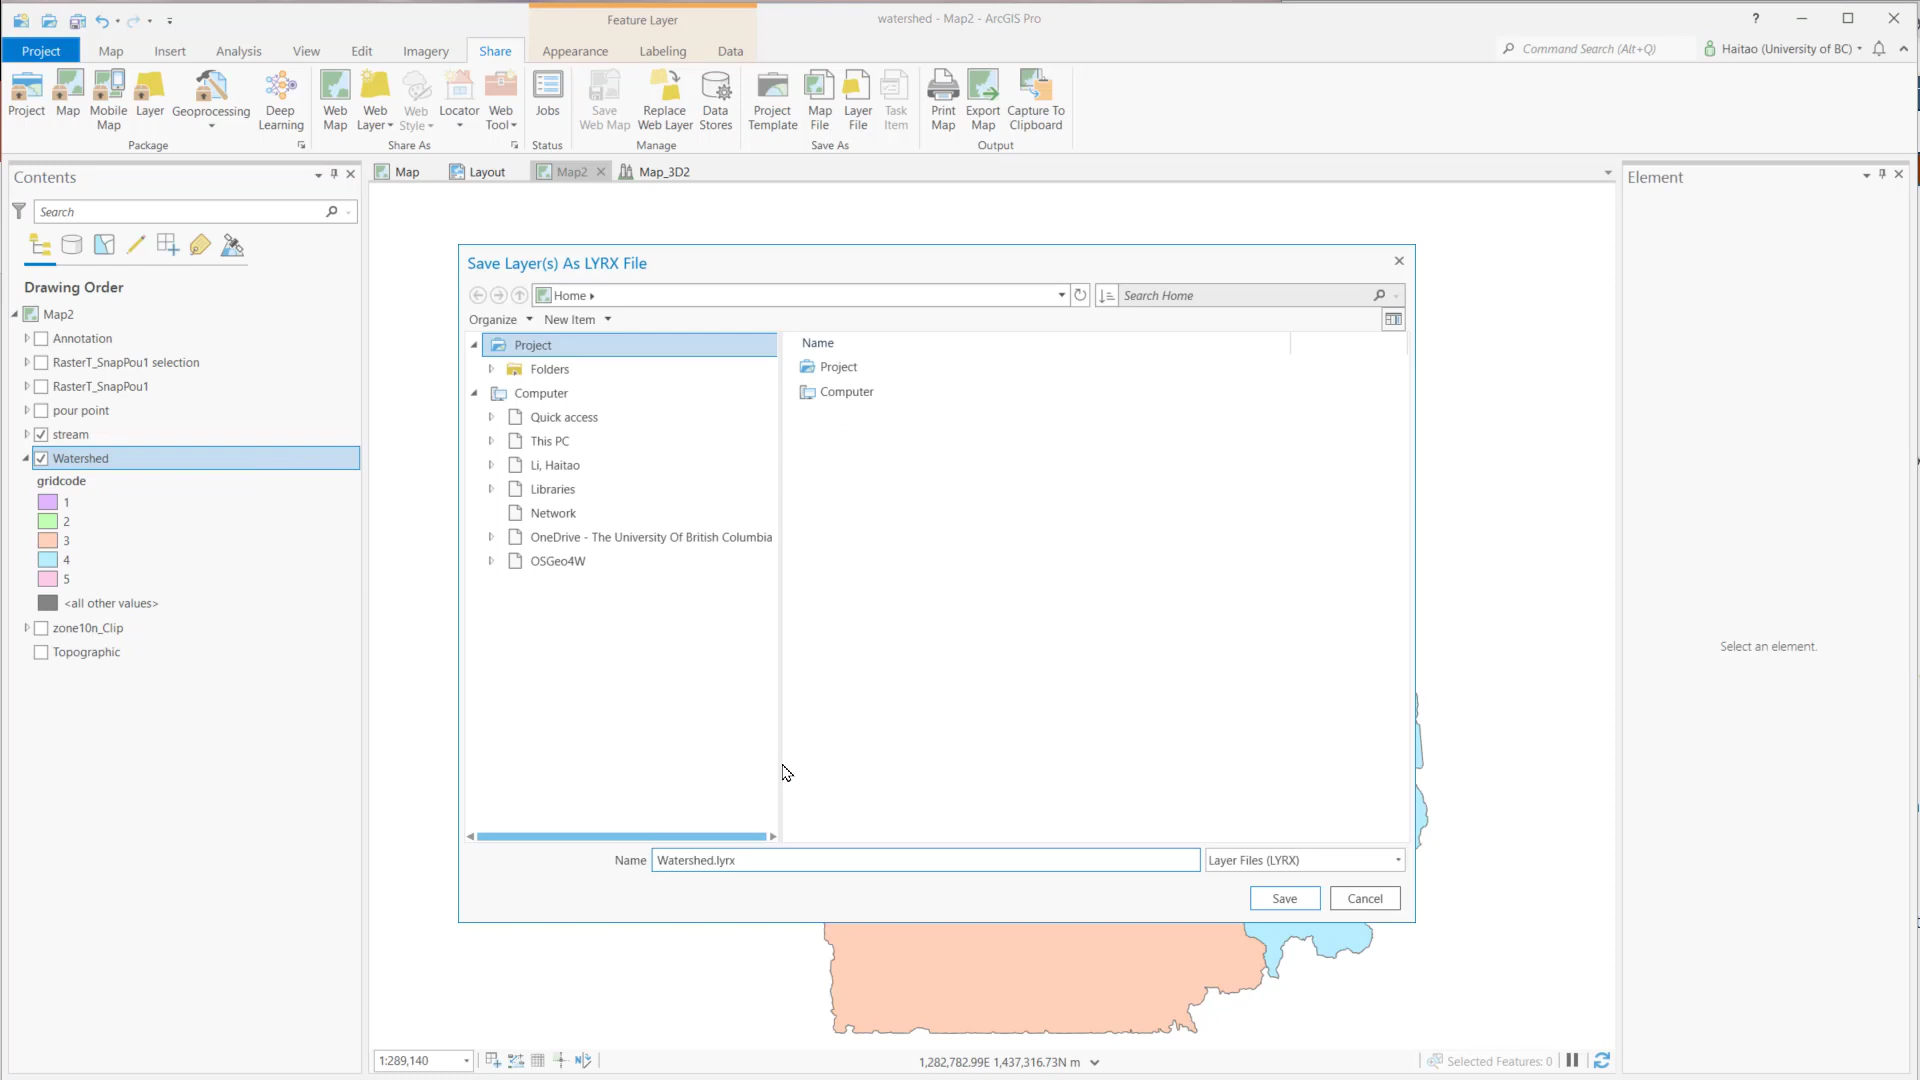 Feature Layer
watershed - Map2 - ArcGIS Pro
?
Project Map Insert Analysis View Edit Imagery Share Appearance Labeling Data
Command Search (Alt+Q)
Haitao (University of BC)
Project
Map
Mobile Map
Layer
Geoprocessing
Deep Learning
Package
Web Map
Web Layer
Web Style
Locator
Web Tool
Share As
Jobs
Status
Save Web Map
Replace Web Layer
Data Stores
Manage
Project Template
Map File
Layer File
Task Item
Save As
Print Map
Export Map
Capture To Clipboard
Output
Contents
Search
Drawing Order
Map2
Annotation
RasterT_SnapPou1 selection
RasterT_SnapPou1
pour point
stream
Watershed
gridcode
1
2
3
4
5
<all other values>
zone10n_Clip
Topographic
Map
Layout
Map2
Map_3D2
Save Layer(s) As LYRX File
Home
Search Home
Organize
New Item
Project
Folders
Computer
Quick access
This PC
Li, Haitao
Libraries
Network
OneDrive - The University Of British Columbia
OSGeo4W
Name
Project
Computer
Name
Watershed.lyrx
Layer Files (LYRX)
Save
Cancel
Element
Select an element.
1:289,140
1,282,782.99E 1,437,316.73N m
Selected Features: 0